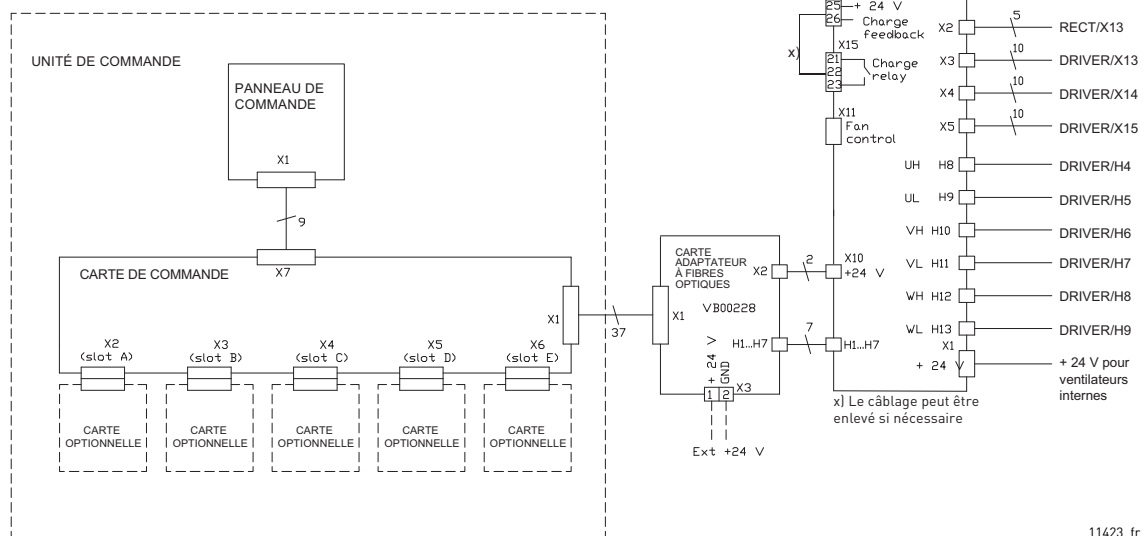 UNITÉ DE COMMANDE
PANNEAU DE
COMMANDE
X1
9
X7
CARTE DE COMMANDE
X1
37
X2
(slot A)
X3
(slot B)
X4
(slot C)
X5
(slot D)
X6
(slot E)
CARTE
OPTIONNELLE
CARTE
OPTIONNELLE
CARTE
OPTIONNELLE
CARTE
OPTIONNELLE
CARTE
OPTIONNELLE
CARTE
ADAPTATEUR
À FIBRES
OPTIQUES
VB00228
X1
X2
2
H1...H7
7
+ 24 V
GND
1 2
X3
Ext +24 V
25 + 24 V
26 Charge
feedback
x)
X15
21
22
23
Charge
relay
X11
Fan
control
X10
+24 V
H1...H7
X2 5 RECT/X13
X3 10 DRIVER/X13
X4 10 DRIVER/X14
X5 10 DRIVER/X15
UH H8 DRIVER/H4
UL H9 DRIVER/H5
VH H10 DRIVER/H6
VL H11 DRIVER/H7
WH H12 DRIVER/H8
WL H13 DRIVER/H9
X1
+ 24 V
+ 24 V pour
ventilateurs
internes
x) Le câblage peut être
enlevé si nécessaire
11423_fr